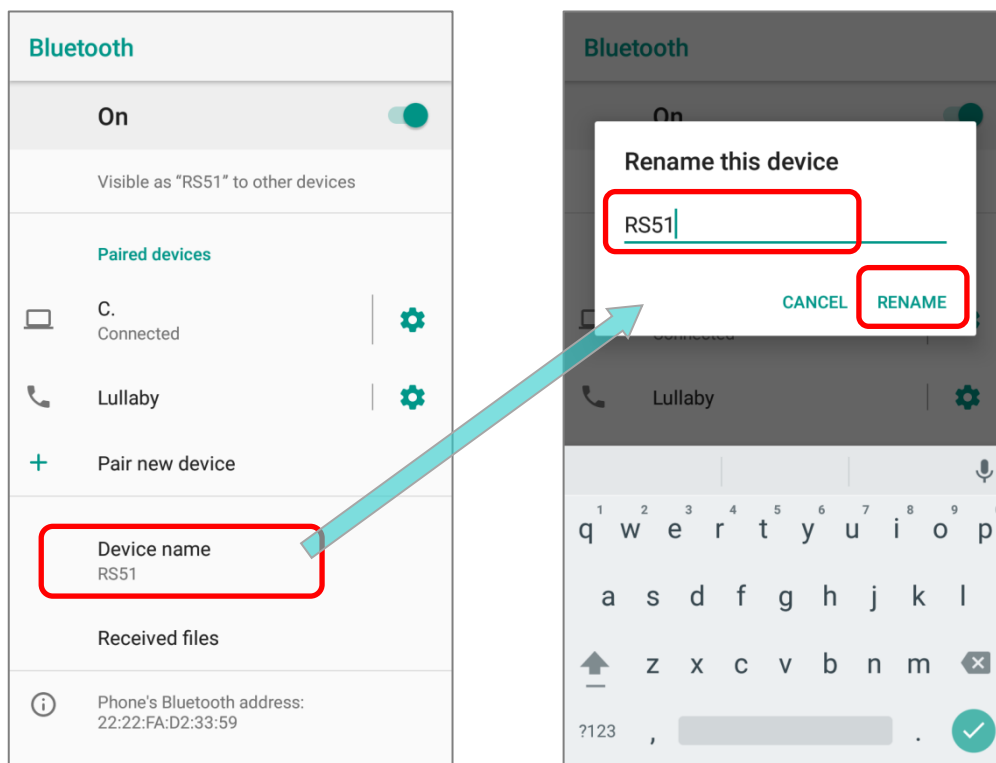 Bluetooth
On
Visible as “RS51” to other devices
Paired devices
C.
Connected
Lullaby
Pair new device
Device name
RS51
Received files
Phone's Bluetooth address:
22:22:FA:D2:33:59
Bluetooth
On
Rename this device
RS51
CANCEL RENAME
Connected
Lullaby
1 2 3 4 5 6 7 8 9
q w e r t y u i o p
a s d f g h j k l
z x c v b n m
?123 , .